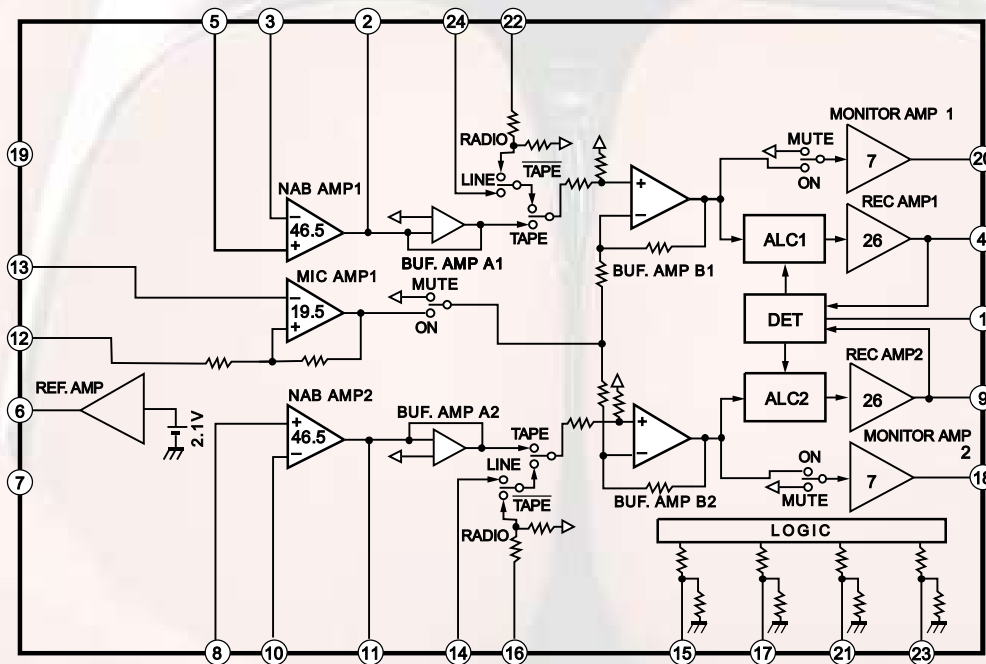 5 3 2 24 22
19
MONITOR AMP 1
MUTE
7
20
ON
RADIO
TAPE
LINE
NAB AMP1
46.5
TAPE
BUF. AMP A1
REC AMP1
ALC1
26
4
13
MIC AMP1
MUTE
BUF. AMP B1
19.5
ON
DET
1
12
REC AMP2
REF. AMP
6
2.1V
NAB AMP2
BUF. AMP A2
ALC2
26
9
46.5
TAPE
LINE
ON
MONITOR AMP
2
7
TAPE
BUF. AMP B2
7
18
MUTE
RADIO
LOGIC
8 10 11 14 16 15 17 21 23